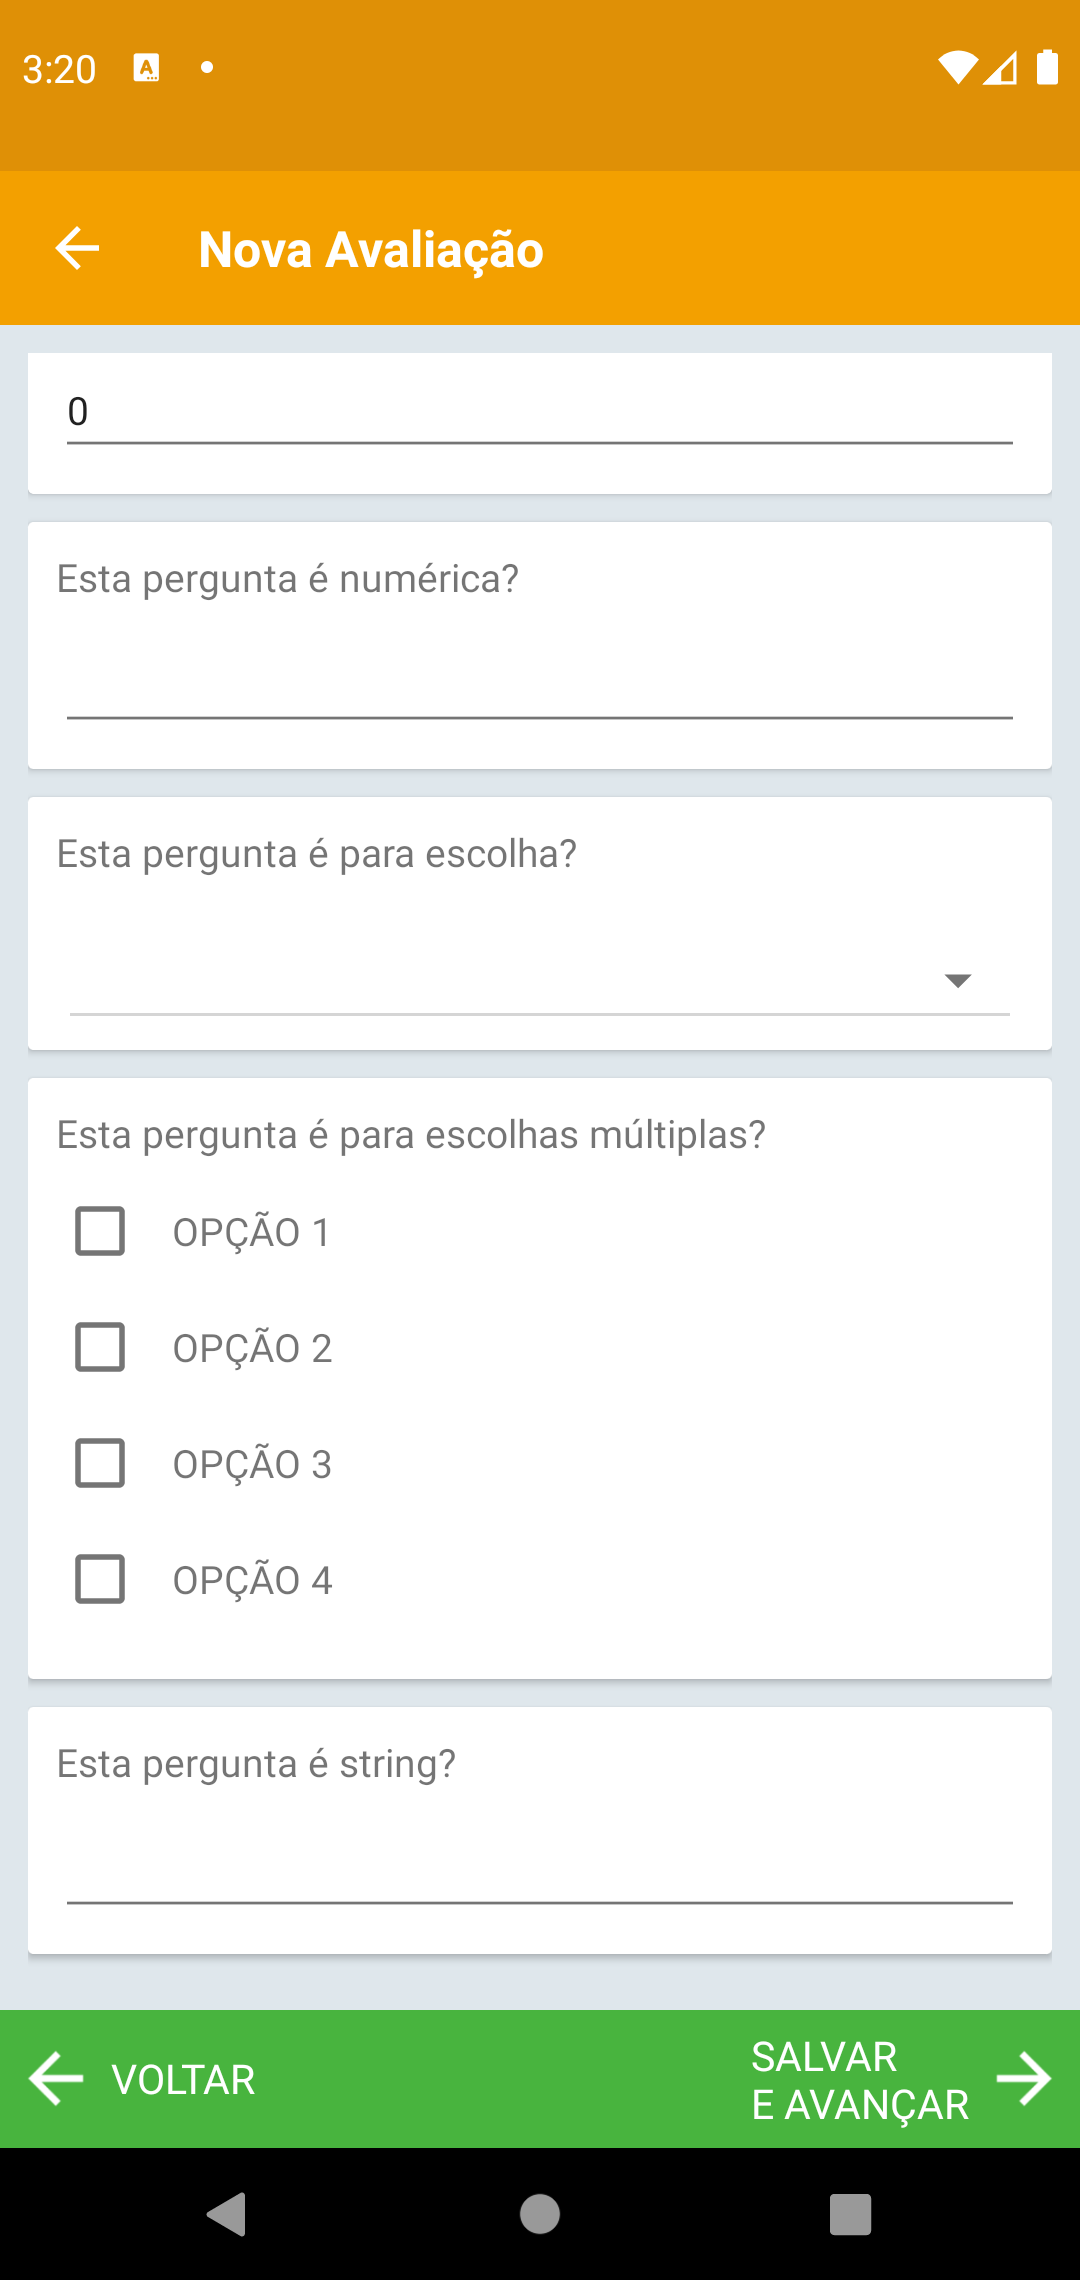 3:20
Nova Avaliação
0
Esta pergunta é numérica?
Esta pergunta é para escolha?
Esta pergunta é para escolhas múltiplas?
OPÇÃO 1
OPÇÃO 2
OPÇÃO 3
OPÇÃO 4
Esta pergunta é string?
VOLTAR
SALVAR
E AVANÇAR